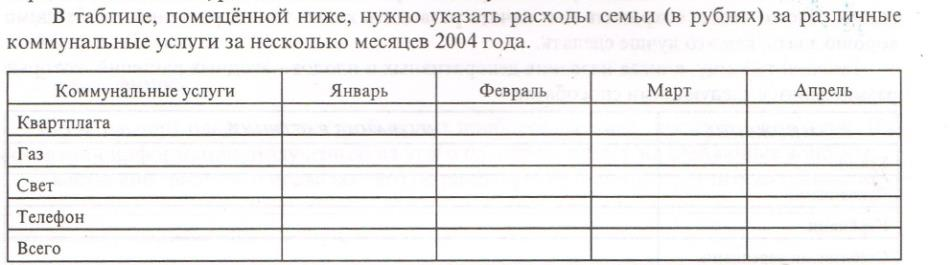 В таблице, помещённой ниже, нужно указать расходы семьи (в рублях) за различные
коммунальные услуги за несколько месяцев 2004 года.
Коммунальные услуги Январь Февраль Март Апрель
Квартплата
Газ
Свет
Телефон
Всего